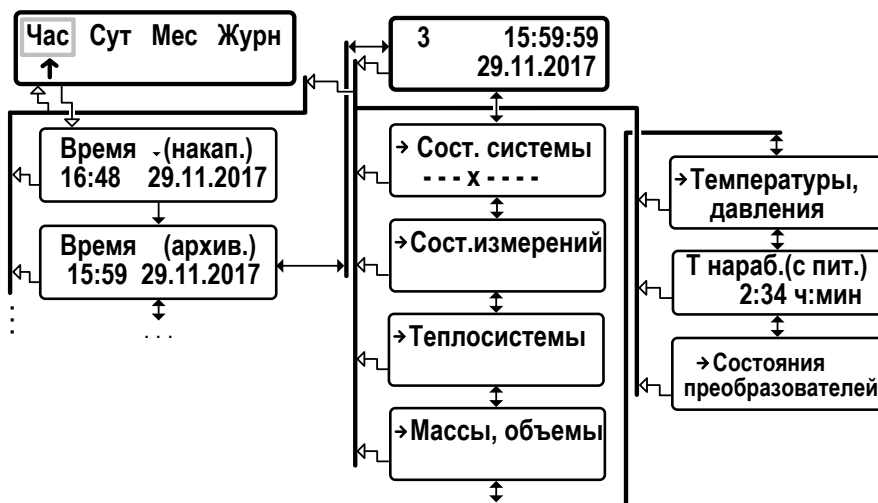 Час Сут Мес Журн
Время (накап.)
16:48 29.11.2017
Время (архив.)
15:59 29.11.2017
. . .
3 15:59:59
29.11.2017
→ Сост. системы
- - - x - - - -
→Сост.измерений
→Теплосистемы
→Массы, объемы
→Температуры,
давления
Т нараб.(с пит.)
2:34 ч:мин
→Состояния
преобразователей